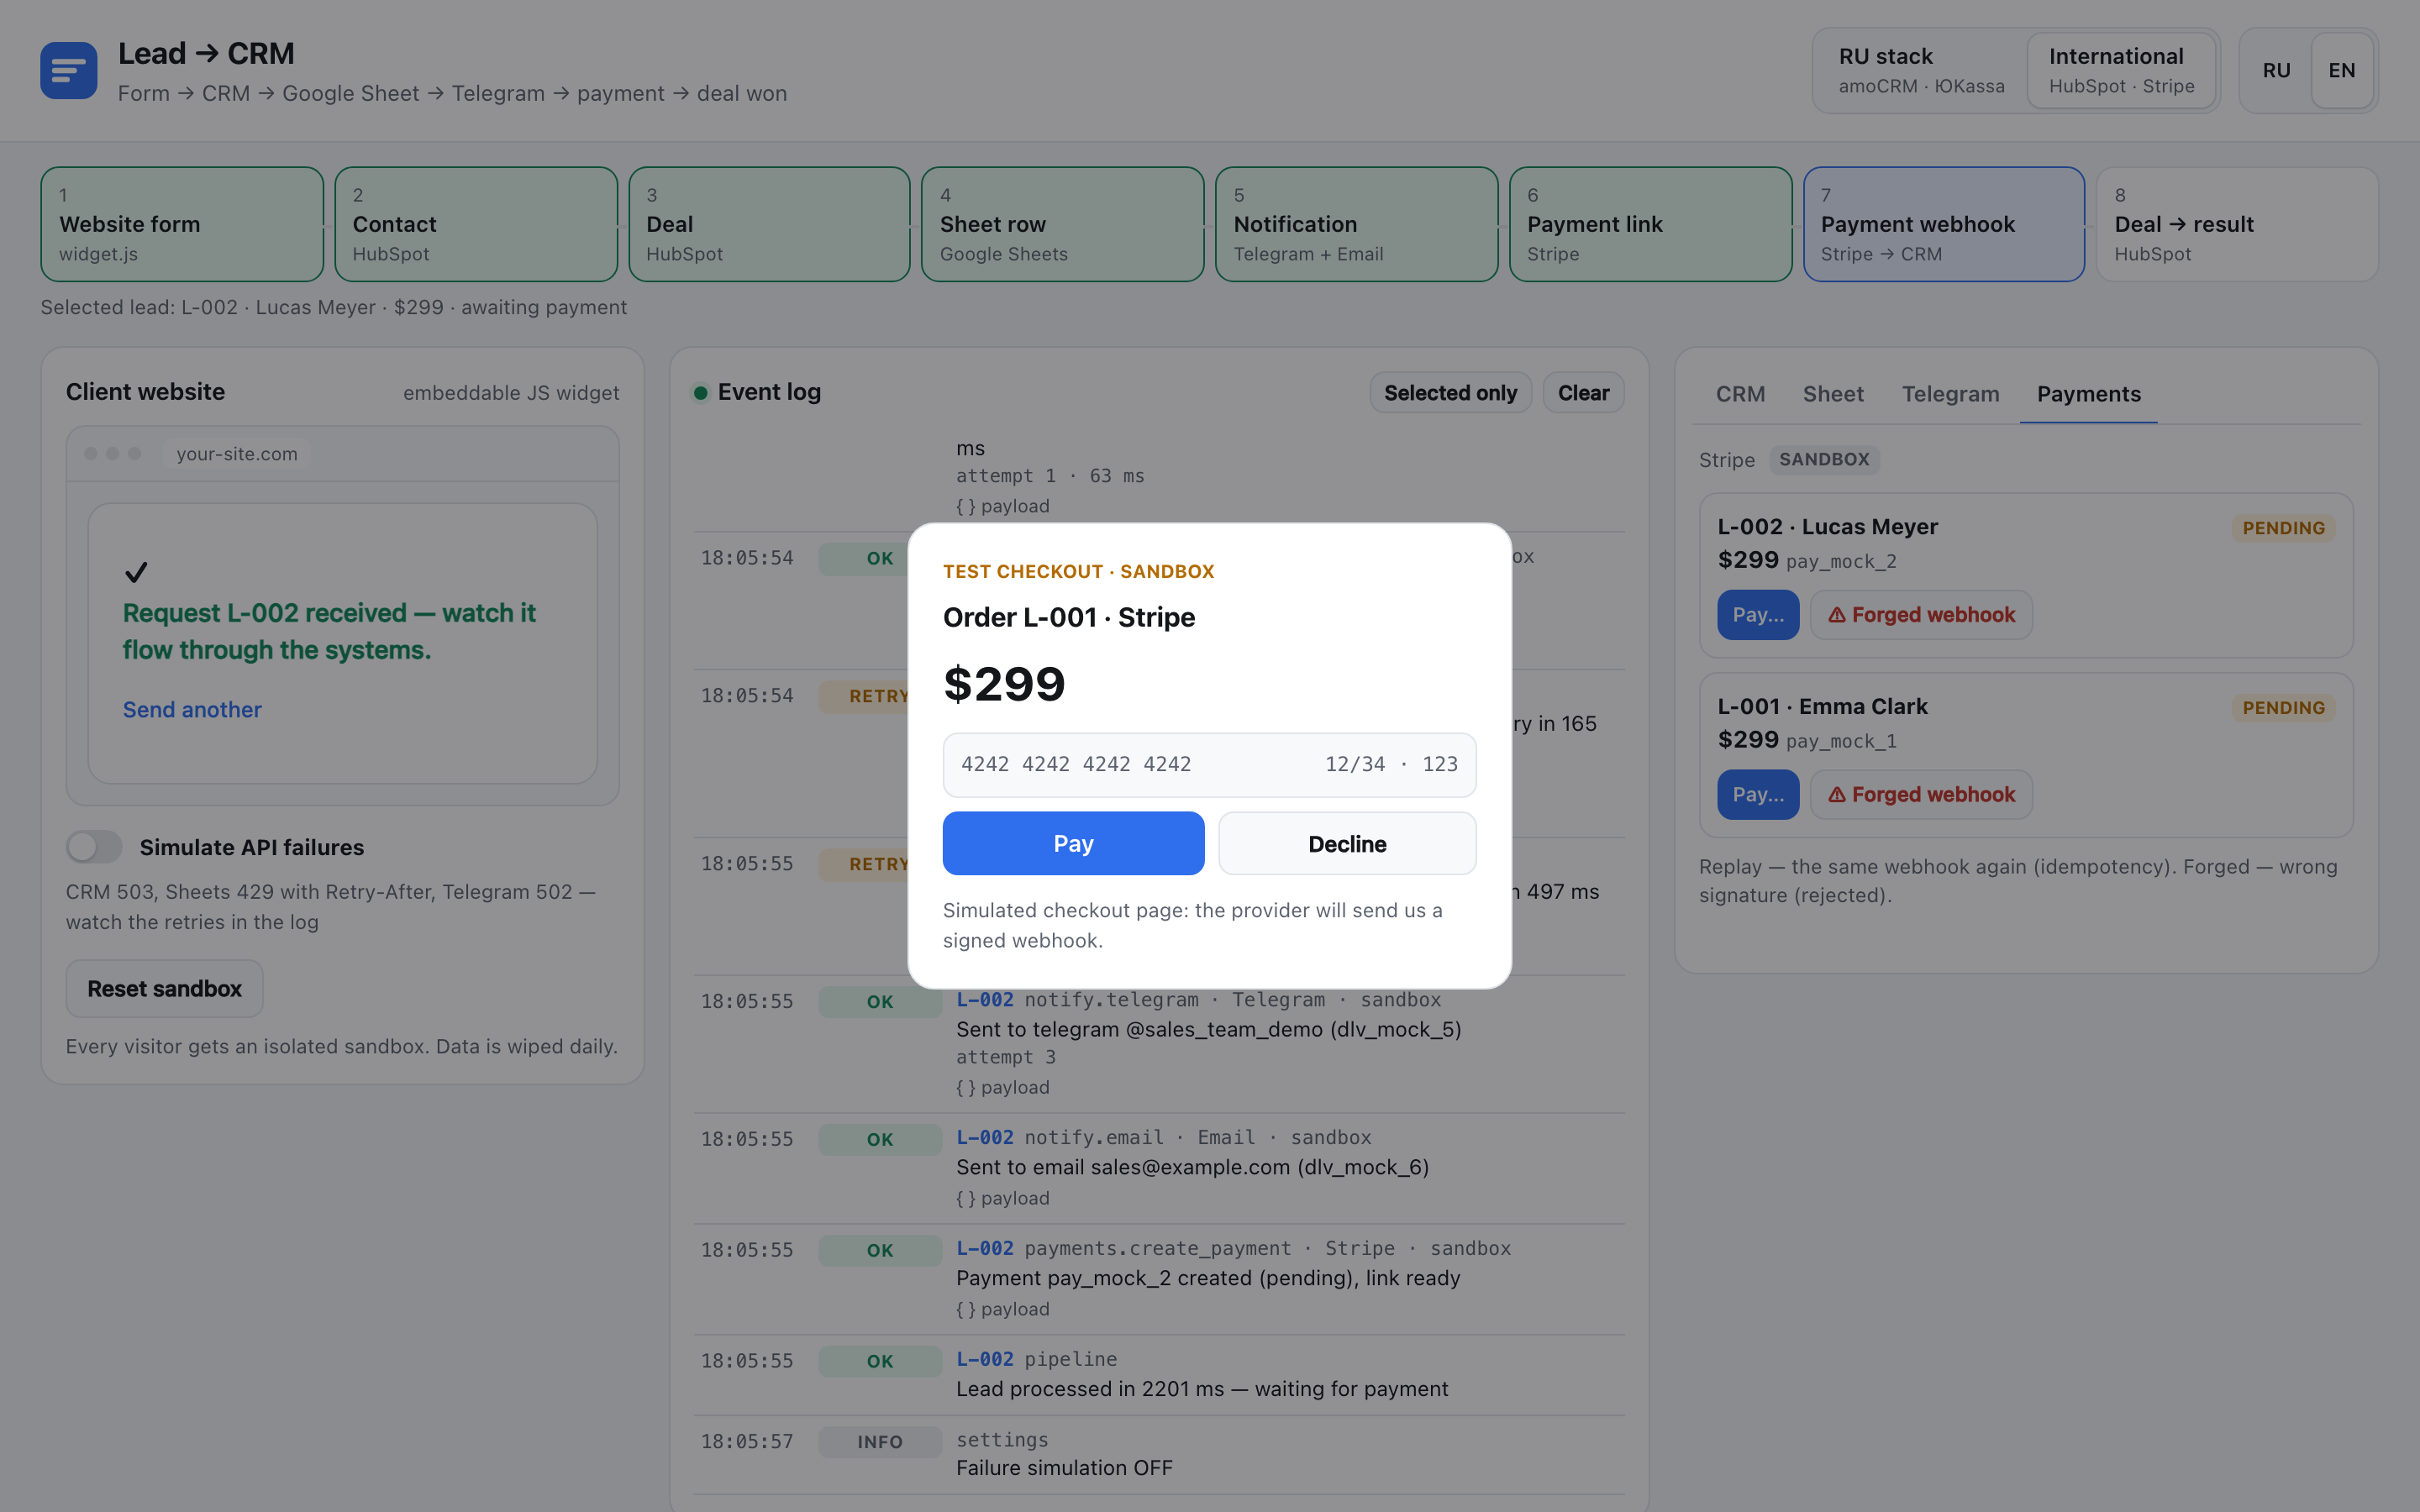 Lead → CRM
Form → CRM → Google Sheet → Telegram → payment → deal won
RU stack
amoCRM · ЮKassa
International
HubSpot · Stripe
RU
EN
1
Website form
widget.js
2
Contact
HubSpot
3
Deal
HubSpot
4
Sheet row
Google Sheets
5
Notification
Telegram + Email
6
Payment link
Stripe
7
Payment webhook
Stripe → CRM
8
Deal → result
HubSpot
Selected lead: L-002 · Lucas Meyer · $299 · awaiting payment
Client website
embeddable JS widget
your-site.com
✓
Request L-002 received — watch it
flow through the systems.
Send another
Simulate API failures
CRM 503, Sheets 429 with Retry-After, Telegram 502 —
watch the retries in the log
Reset sandbox
Every visitor gets an isolated sandbox. Data is wiped daily.
Event log
Selected only
Clear
ms
attempt 1 · 63 ms
{ } payload
18:05:54
OK
ox
18:05:54
RETRY
ry in 165
18:05:55
RETRY
497 ms
18:05:55
OK
L-002 notify.telegram · Telegram · sandbox
Sent to telegram @sales_team_demo (dlv_mock_5)
attempt 3
{ } payload
18:05:55
OK
L-002 notify.email · Email · sandbox
Sent to email sales@example.com (dlv_mock_6)
{ } payload
18:05:55
OK
L-002 payments.create_payment · Stripe · sandbox
Payment pay_mock_2 created (pending), link ready
{ } payload
18:05:55
OK
L-002 pipeline
Lead processed in 2201 ms — waiting for payment
18:05:57
INFO
settings
Failure simulation OFF
TEST CHECKOUT · SANDBOX
Order L-001 · Stripe
$299
4242 4242 4242 4242
12/34 · 123
Pay
Decline
Simulated checkout page: the provider will send us a
signed webhook.
CRM
Sheet
Telegram
Payments
Stripe
SANDBOX
L-002 · Lucas Meyer
PENDING
$299 pay_mock_2
Pay...
⚠ Forged webhook
L-001 · Emma Clark
PENDING
$299 pay_mock_1
Pay...
⚠ Forged webhook
Replay — the same webhook again (idempotency). Forged — wrong
signature (rejected).